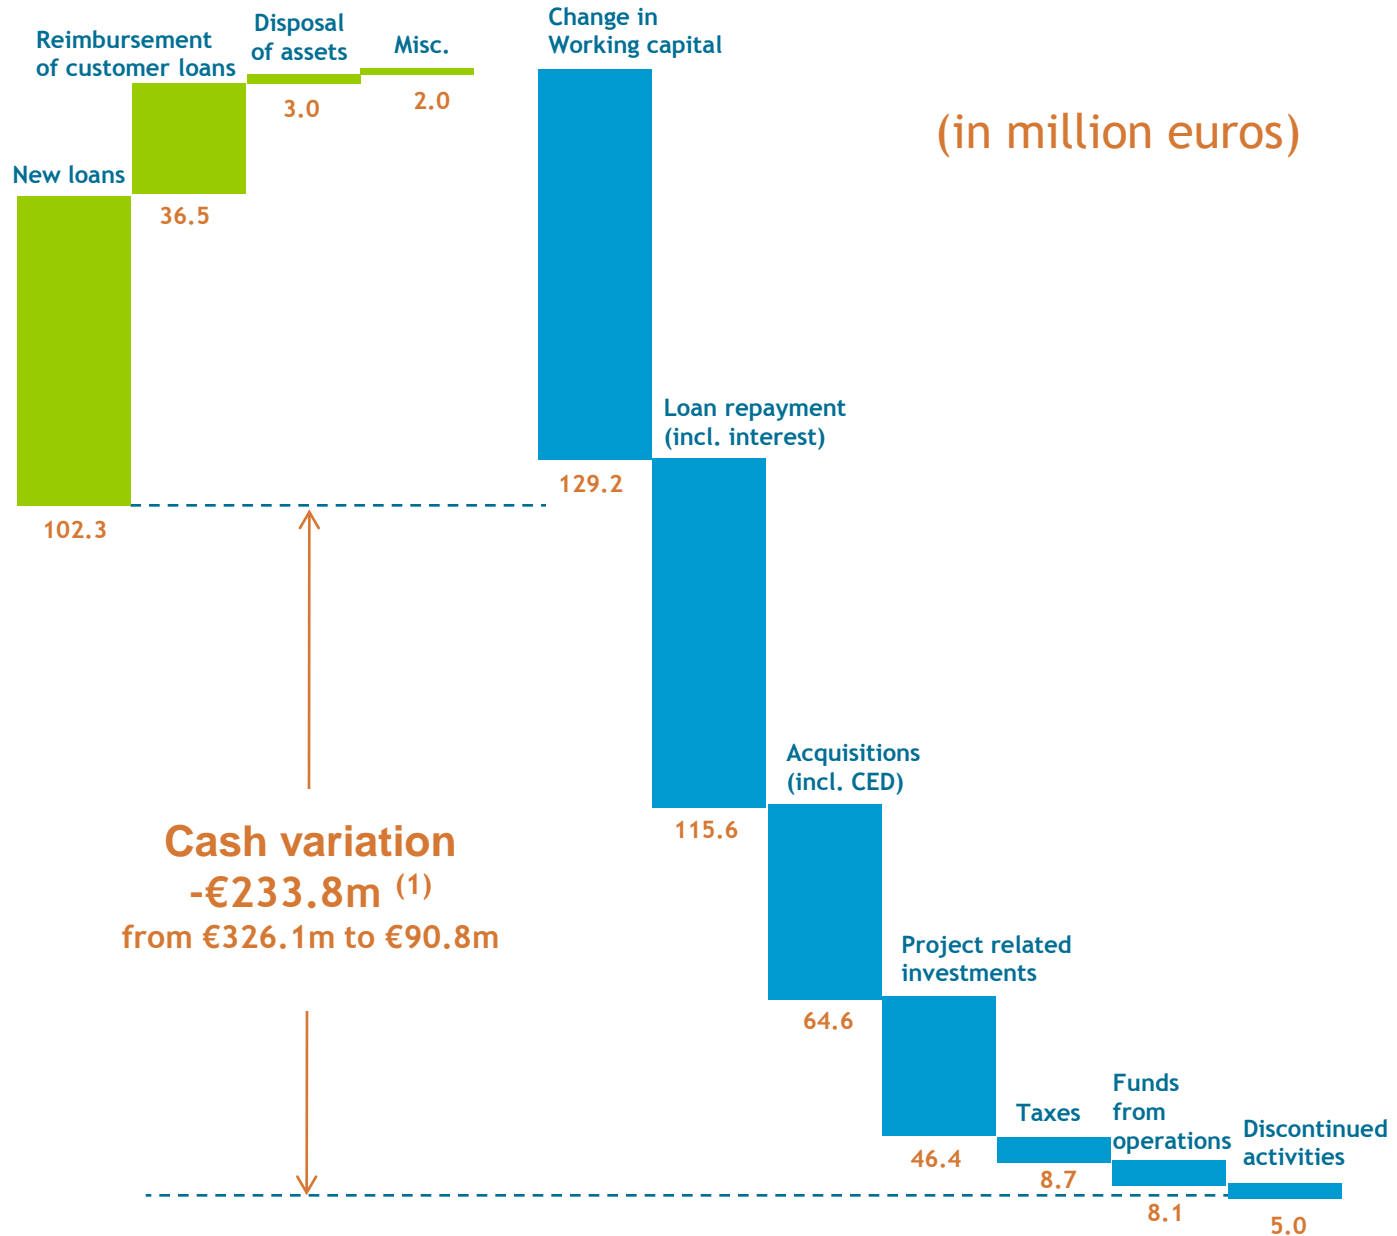 Reimbursement
of customer loans
Disposal
of assets
Misc.
Change in
Working capital
3.0
2.0
(in million euros)
New loans
36.5
Loan repayment
(incl. interest)
129.2
102.3
Acquisitions
(incl. CED)
115.6
Cash variation
-€233.8m (1)
from €326.1m to €90.8m
Project related
investments
64.6
Funds
from
operations
Taxes
Discontinued
activities
46.4
8.7
8.1
5.0